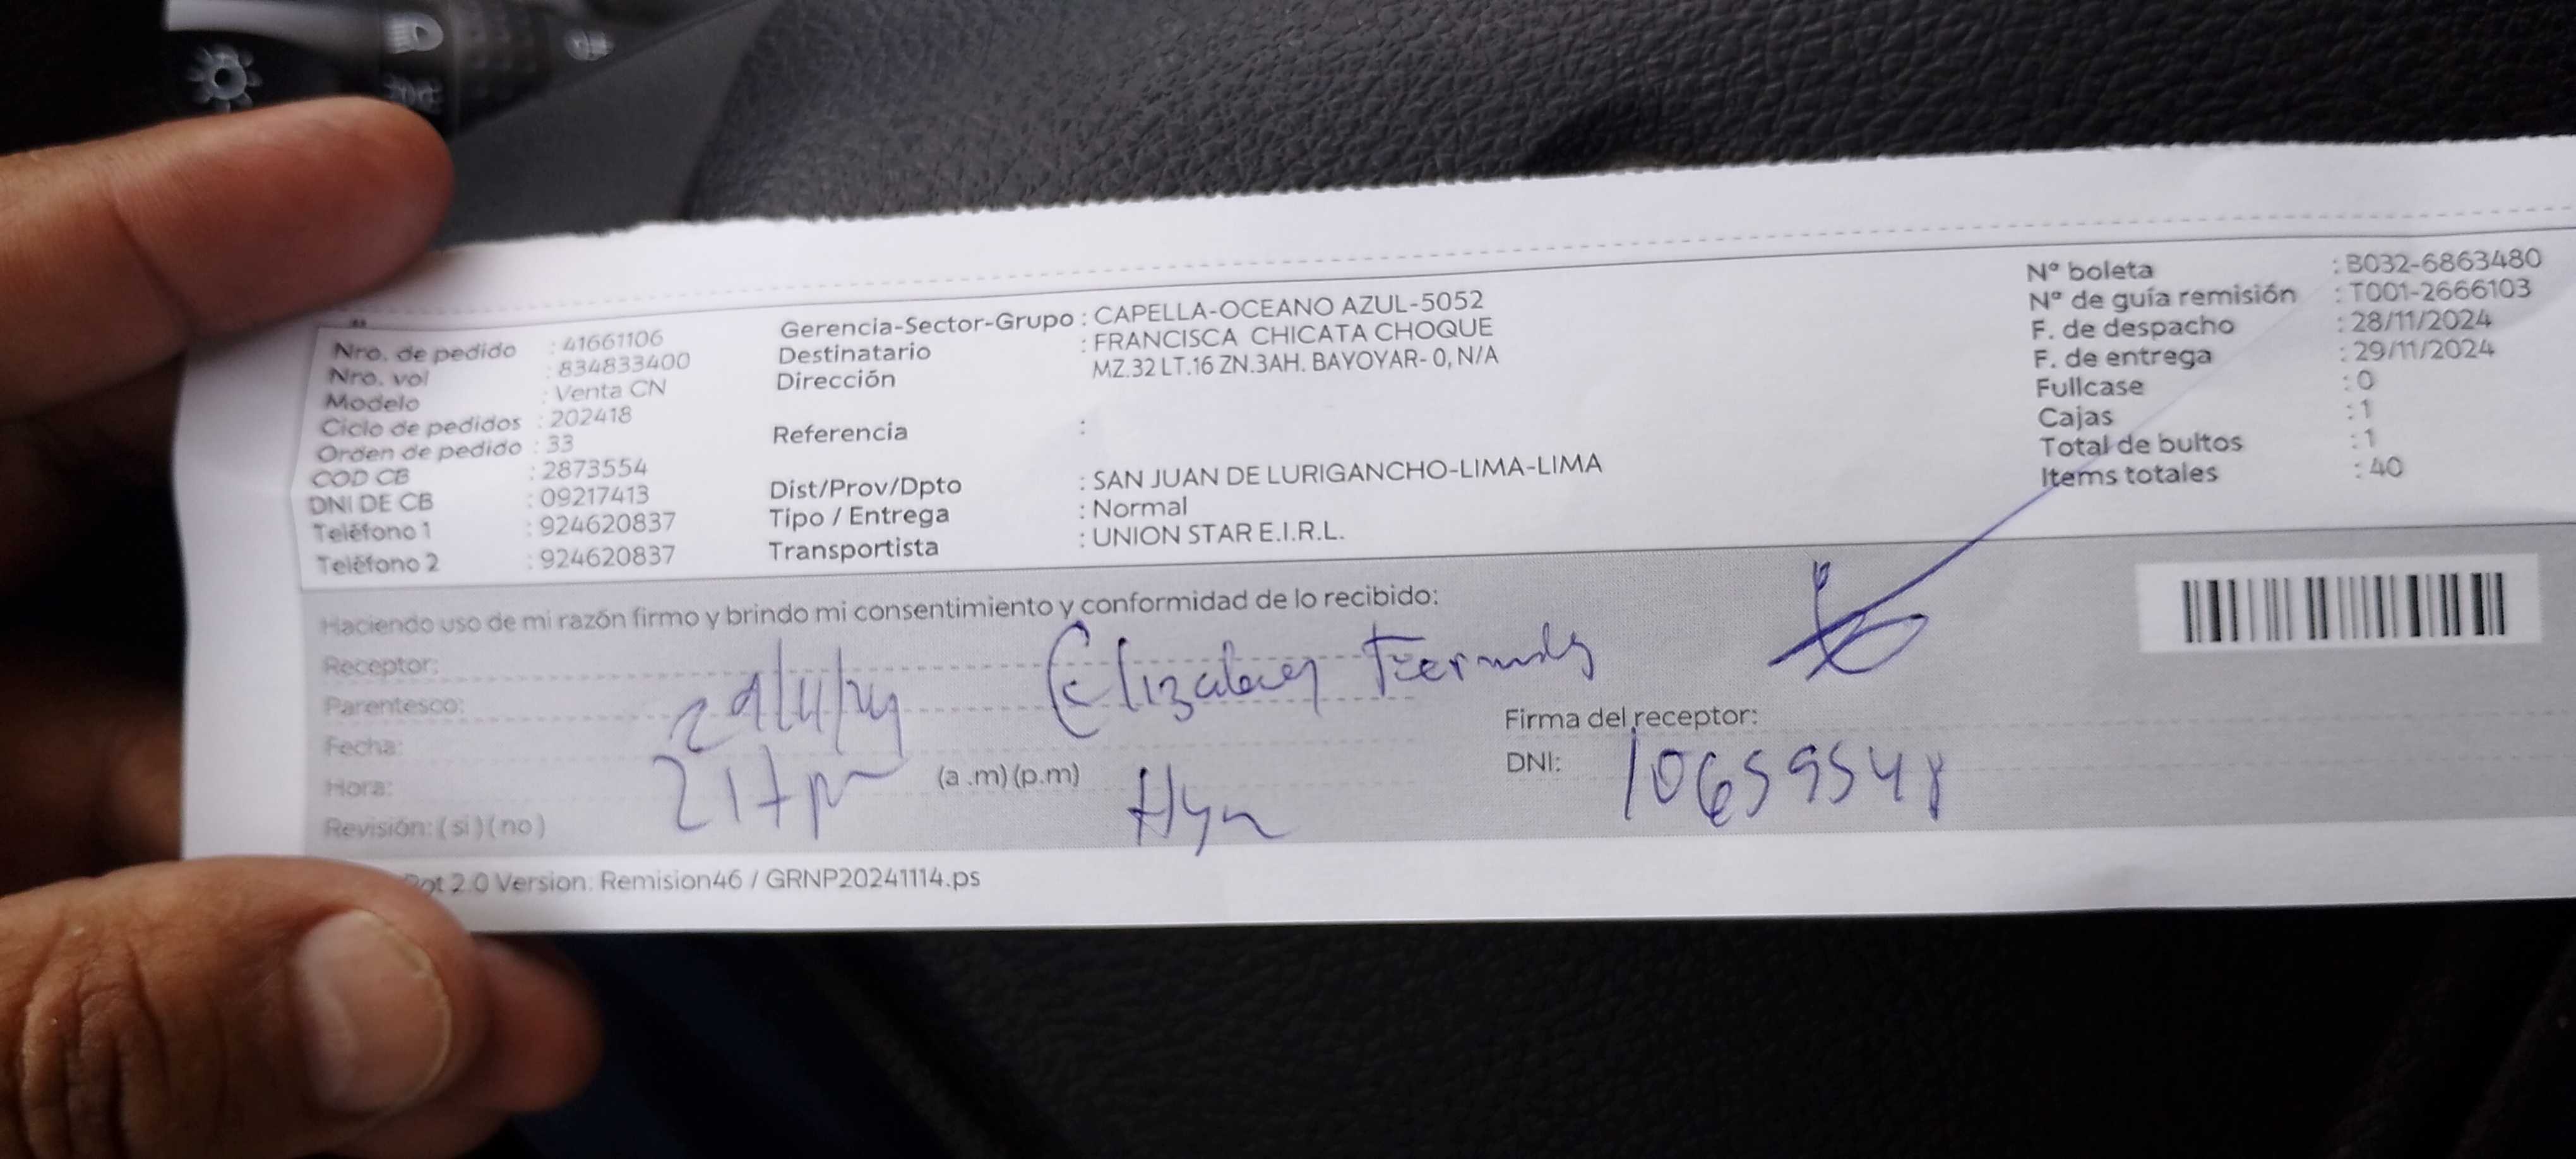 Nro. de pedido : 41661106
Nro. vol : 834833400
Modelo : Venta CN
Ciclo de pedidos : 202418
Orden de pedido : 33
COD CB : 2873554
DNI DE CB : 09217413
Teléfono 1 : 924620837
Teléfono 2 : 924620837
Gerencia-Sector-Grupo : CAPELLA-OCEANO AZUL-5052
Destinatario : FRANCISCA CHICATA CHOQUE
Dirección MZ.32 LT.16 ZN.3AH. BAYOYAR- 0, N/A
Referencia :
Dist/Prov/Dpto : SAN JUAN DE LURIGANCHO-LIMA-LIMA
Tipo / Entrega : Normal
Transportista : UNION STAR E.I.R.L.
Nº boleta : B032-6863480
Nº de guía remisión : T001-2666103
F. de despacho : 28/11/2024
F. de entrega : 29/11/2024
Fullcase : 0
Cajas : 1
Total de bultos : 1
Items totales : 40
Haciendo uso de mi razón firmo y brindo mi consentimiento y conformidad de lo recibido:
Receptor:
Parentesco:
Fecha: 29/11/24
Hora: 217pm (a .m) (p.m)
Revisión: ( si ) ( no )
Firma del receptor:
DNI: 10659548
2.0 Version: Remision46 / GRNP20241114.ps